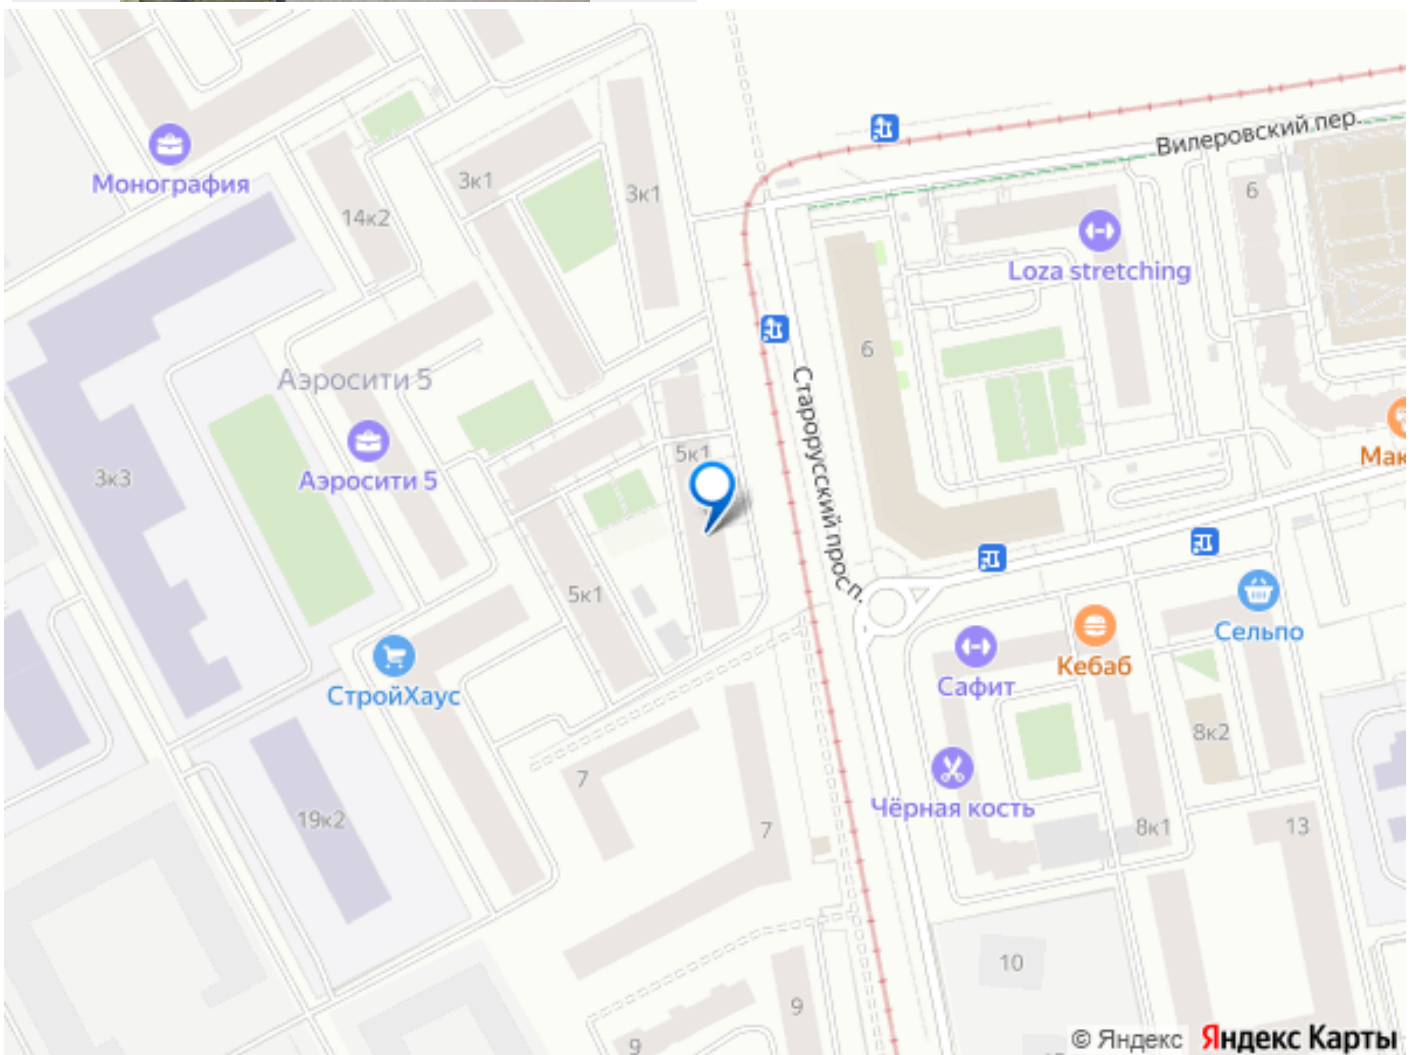 Вилеровский пер.
Монография
3к1
3к1
14к2
6
Loza stretching
6
Аэросити 5
Старорусский просп.
Мак
5к1
3к3
Аэросити 5
5к1
Сельпо
Кебаб
Сафит
СтройХаус
8к2
7
Чёрная кость
19к2
7
8к1
13
10
9
9
© Яндекс Яндекс Карты